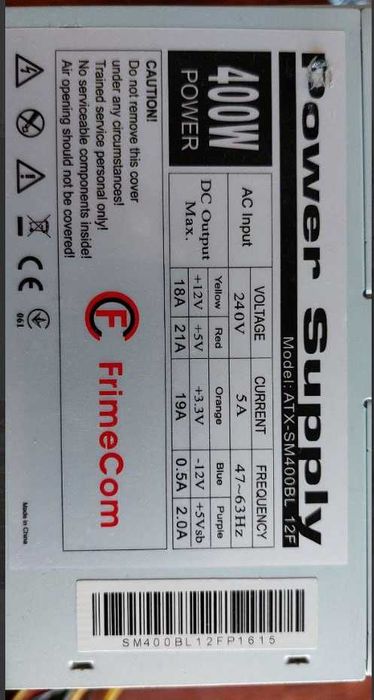 Power Supply
Model: ATX-SM400BL 12F
400W
POWER
VOLTAGE CURRENT FREQUENCY
AC Input 240V 5A 47~63Hz
DC Output Max.
Yellow Red Orange Blue Purple
+12V +5V +3.3V -12V +5Vsb
18A 21A 19A 0.5A 2.0A
CAUTION!
Do not remove this cover
under any circumstances!
Trained service personal only!
No serviceable components inside!
Air opening should not be covered!
FrimeCom
CE
061
Made in China
SM400BL12FP1615